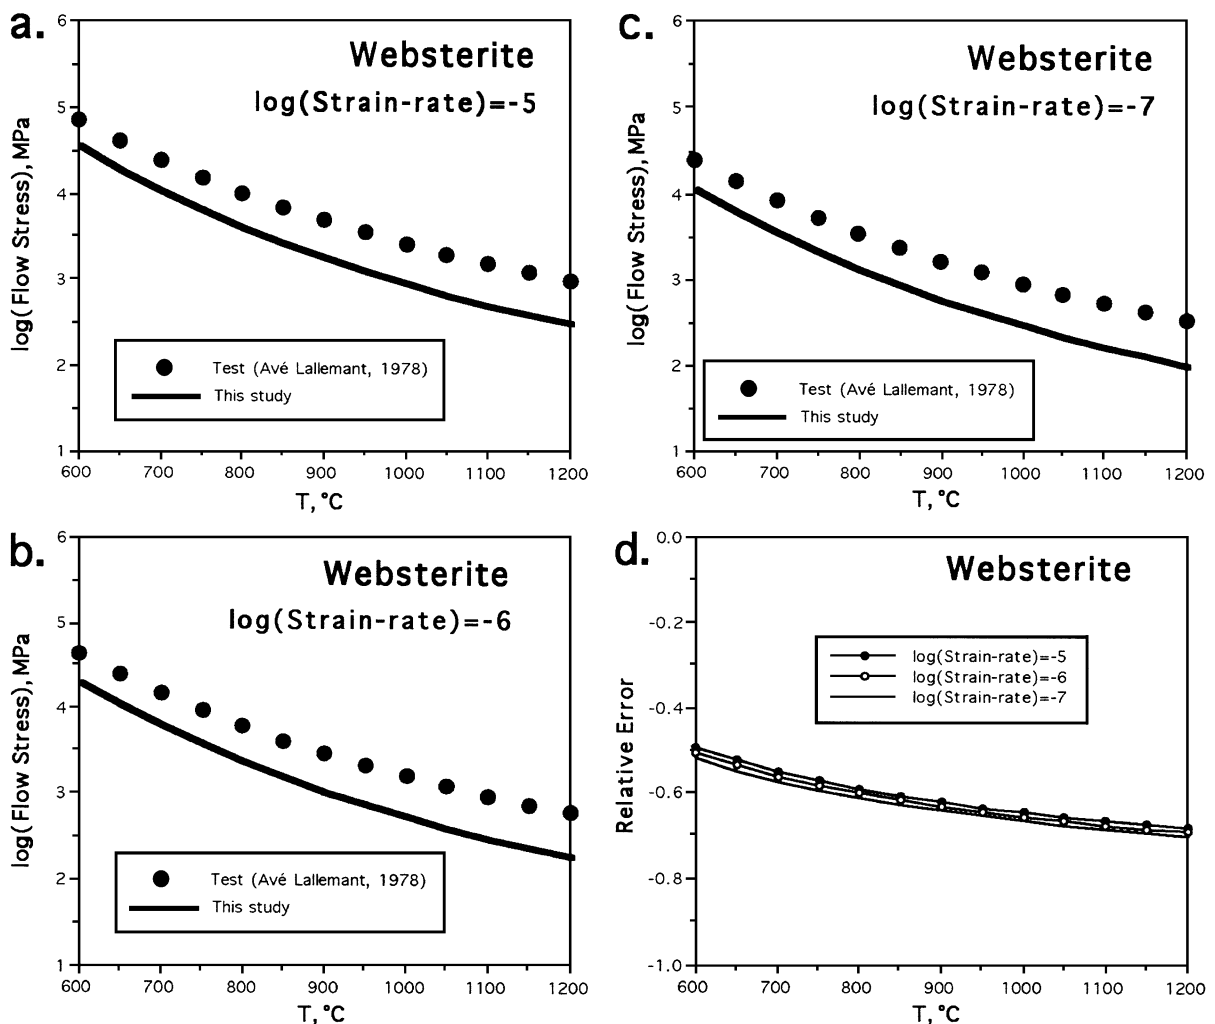 a.
Websterite
log(Strain-rate)=-5
log(Flow Stress), MPa
6
5
4
3
2
1
Test (Avé Lallemant, 1978)
This study
600
700
800
900
1000
1100
1200
T, °C
c.
Websterite
log(Strain-rate)=-7
log(Flow Stress), MPa
6
5
4
3
2
1
Test (Avé Lallemant, 1978)
This study
600
700
800
900
1000
1100
1200
T, °C
b.
Websterite
log(Strain-rate)=-6
log(Flow Stress), MPa
6
5
4
3
2
1
Test (Avé Lallemant, 1978)
This study
600
700
800
900
1000
1100
1200
T, °C
d.
Websterite
Relative Error
0.0
-0.2
-0.4
-0.6
-0.8
-1.0
log(Strain-rate)=-5
log(Strain-rate)=-6
log(Strain-rate)=-7
600
700
800
900
1000
1100
1200
T, °C